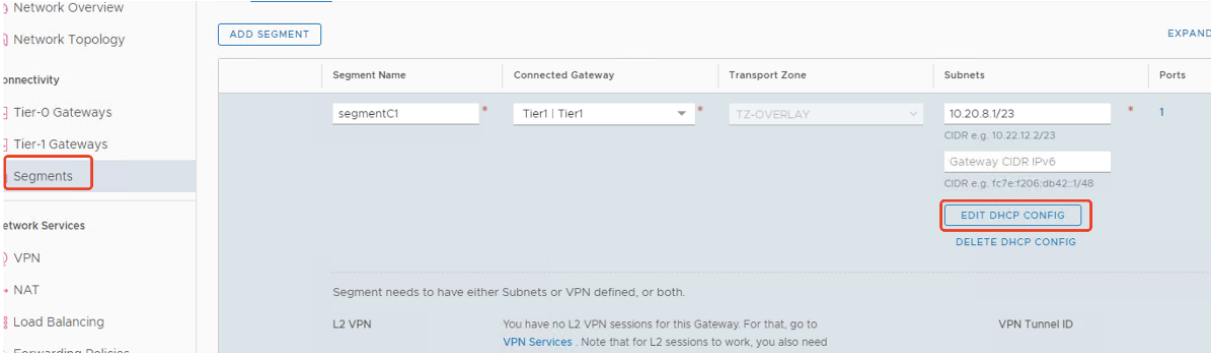 Network Overview
ADD SEGMENT
EXPAND
Network Topology
onnectivity
Segment Name
Connected Gateway
Transport Zone
Subnets
Ports
Tier-0 Gateways
segmentC1 *
Tier1 | Tier1 *
TZ-OVERLAY
10.20.8.1/23 *
1
CIDR e.g. 10.22.12.2/23
Tier-1 Gateways
Gateway CIDR IPv6
Segments
CIDR e.g. fc7e:f206:db42::1/48
EDIT DHCP CONFIG
etwork Services
DELETE DHCP CONFIG
VPN
NAT
Segment needs to have either Subnets or VPN defined, or both.
Load Balancing
L2 VPN
You have no L2 VPN sessions for this Gateway. For that, go to
VPN Services . Note that for L2 sessions to work, you also need
VPN Tunnel ID
Forwarding Policies